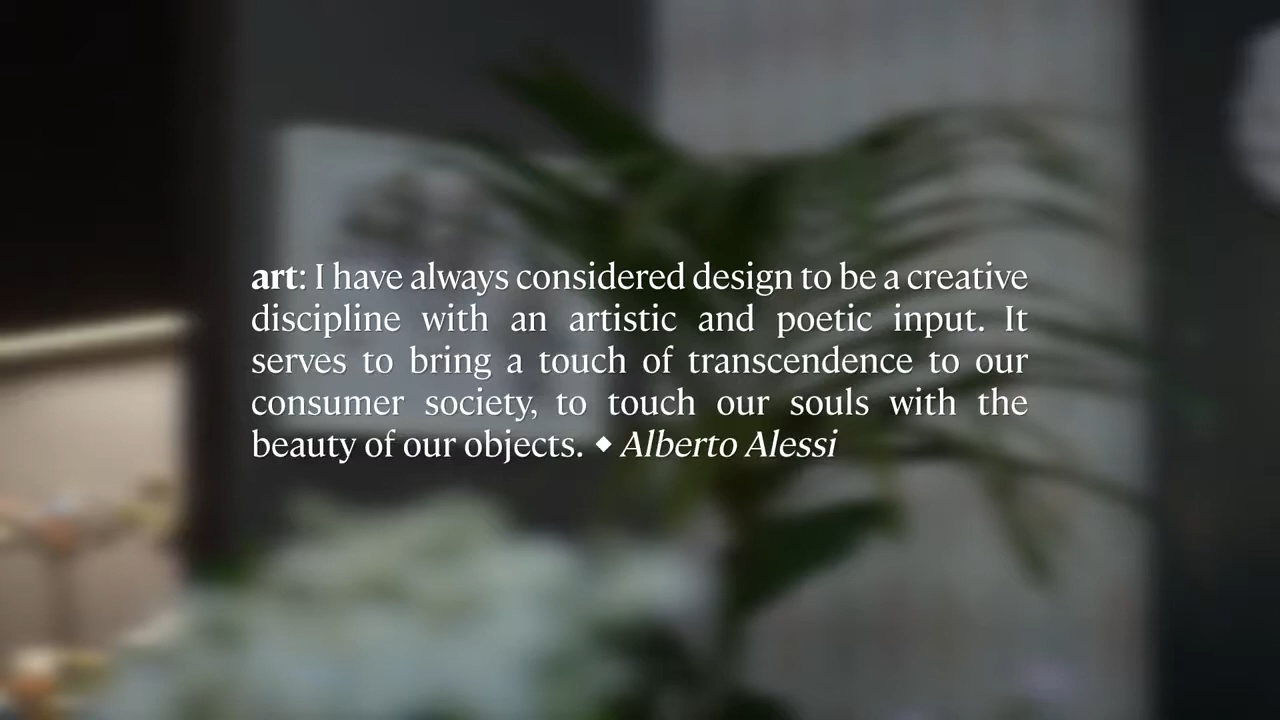 art: I have always considered design to be a creative
discipline with an artistic and poetic input. It
serves to bring a touch of transcendence to our
consumer society, to touch our souls with the
beauty of our objects. ◆ Alberto Alessi